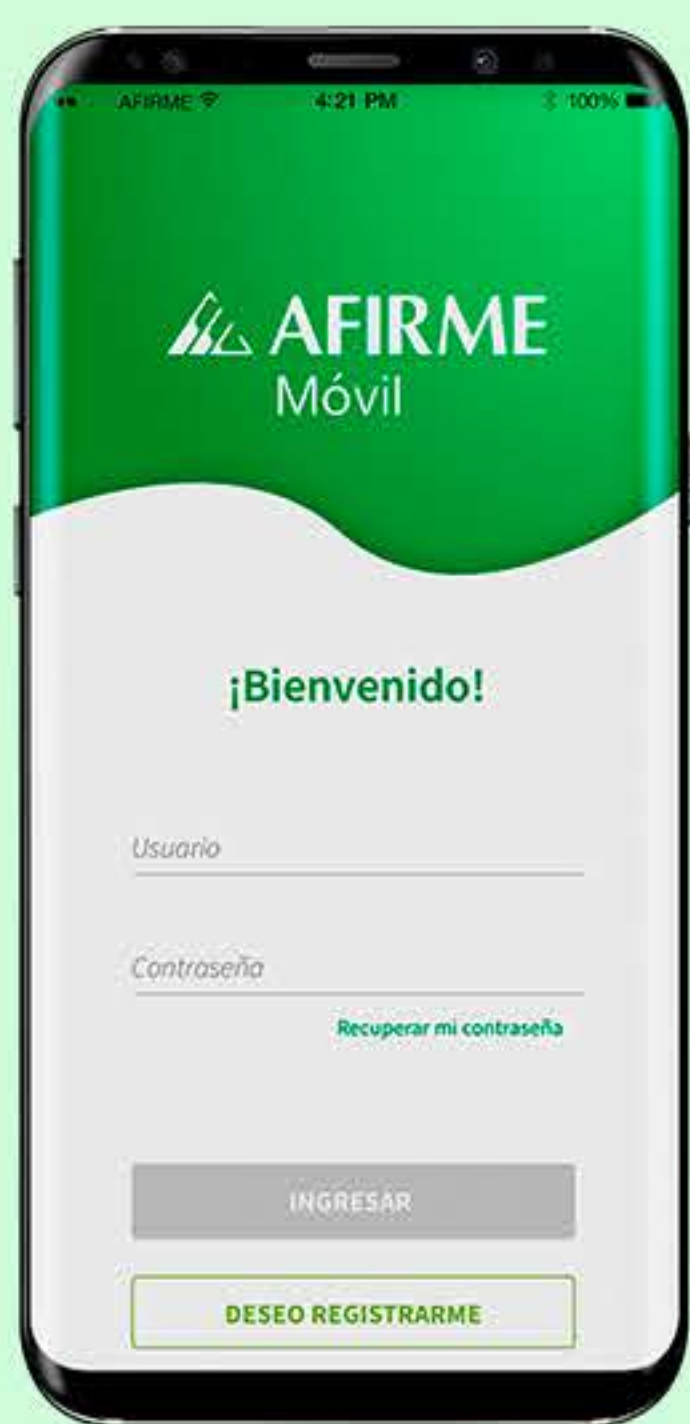 AFIRME 4:21 PM 100%
AFIRME
Móvil
¡Bienvenido!
Usuario
Contraseña
Recuperar mi contraseña
INGRESAR
DESEO REGISTRARME